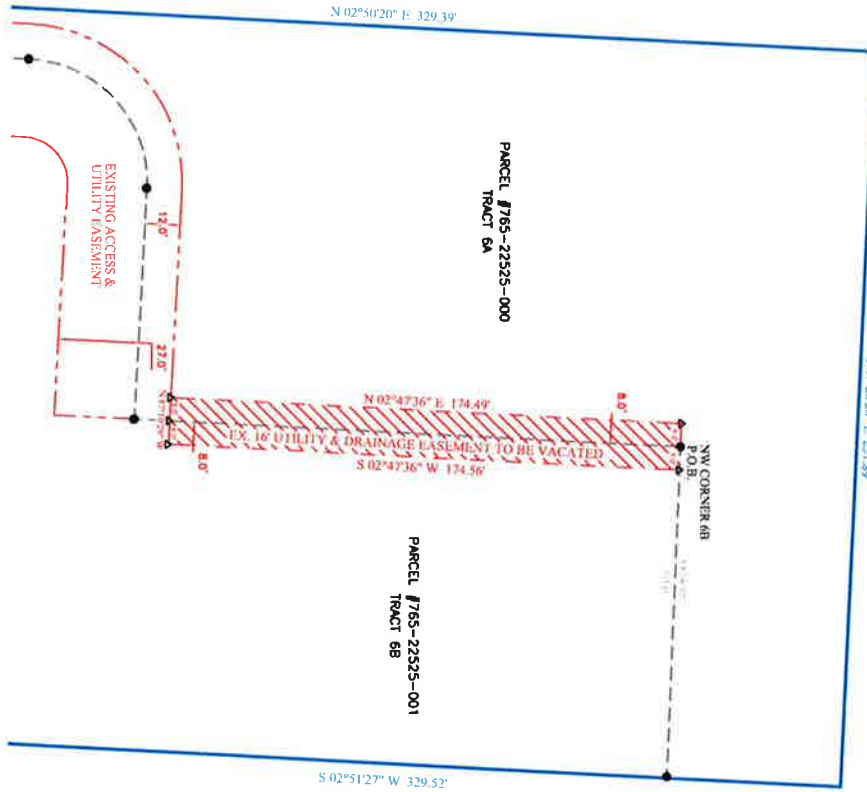 N 02°50'20" E 329.39'
PARCEL #765-22525-000
TRACT 6A
EXISTING ACCESS &
UTILITY EASEMENT
12.0'
27.0'
N 02°47'36" E 174.49'
8.0'
EX. 16' UTILITY & DRAINAGE EASEMENT TO BE VACATED
S 02°47'36" W 174.56'
8.0'
NW CORNER 6B
P.O.B.
PARCEL #765-22525-001
TRACT 6B
S 02°51'27" W 329.52'